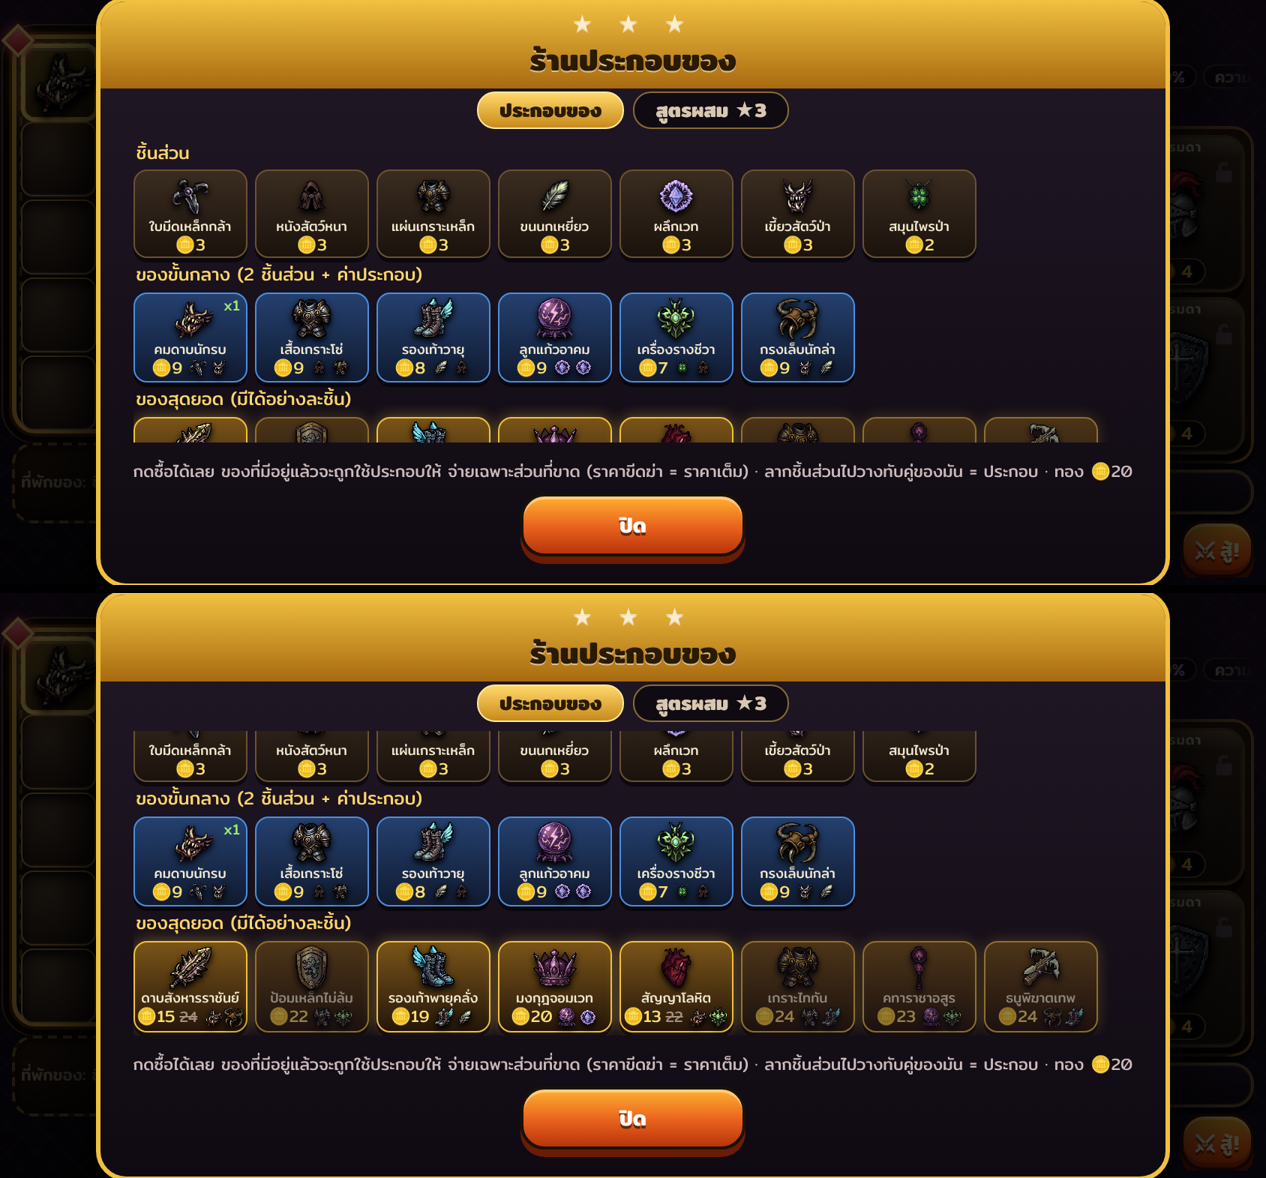 ★ ★ ★
ร้านประกอบของ
ประกอบของ สูตรผสม ★3
ชิ้นส่วน
ใบมีดเหล็กกล้า หนังสัตว์หนา แผ่นเกราะเหล็ก ขนนกเหยี่ยว ผลึกเวท เขี้ยวสัตว์ป่า สมุนไพรป่า
3 3 3 3 3 3 2
ของขั้นกลาง (2 ชิ้นส่วน + ค่าประกอบ)
x1
คมดาบนักรบ เสื้อเกราะโซ่ รองเท้าวายุ ลูกแก้วอาคม เครื่องรางชีวา กรงเล็บนักล่า
9 9 8 9 7 9
ของสุดยอด (มีได้อย่างละชิ้น)
กดซื้อได้เลย ของที่มีอยู่แล้วจะถูกใช้ประกอบให้ จ่ายเฉพาะส่วนที่ขาด (ราคาขีดฆ่า = ราคาเต็ม) · ลากชิ้นส่วนไปวางทับคู่ของมัน = ประกอบ · ทอง 20
ที่พักของ:
4
4
ปิด
สู้!
★ ★ ★
ร้านประกอบของ
ประกอบของ สูตรผสม ★3
ใบมีดเหล็กกล้า หนังสัตว์หนา แผ่นเกราะเหล็ก ขนนกเหยี่ยว ผลึกเวท เขี้ยวสัตว์ป่า สมุนไพรป่า
3 3 3 3 3 3 2
ของขั้นกลาง (2 ชิ้นส่วน + ค่าประกอบ)
x1
คมดาบนักรบ เสื้อเกราะโซ่ รองเท้าวายุ ลูกแก้วอาคม เครื่องรางชีวา กรงเล็บนักล่า
9 9 8 9 7 9
ของสุดยอด (มีได้อย่างละชิ้น)
ดาบสังหารราชันย์ ป้อมเหล็กไม่ล้ม รองเท้าพายุคลั่ง มงกุฎจอมเวท สัญญาโลหิต เกราะไททัน คทาราชาอสูร ธนูพิฆาตเทพ
15 24 22 19 20 13 22 24 23 24
กดซื้อได้เลย ของที่มีอยู่แล้วจะถูกใช้ประกอบให้ จ่ายเฉพาะส่วนที่ขาด (ราคาขีดฆ่า = ราคาเต็ม) · ลากชิ้นส่วนไปวางทับคู่ของมัน = ประกอบ · ทอง 20
ที่พักของ:
4
4
ปิด
สู้!